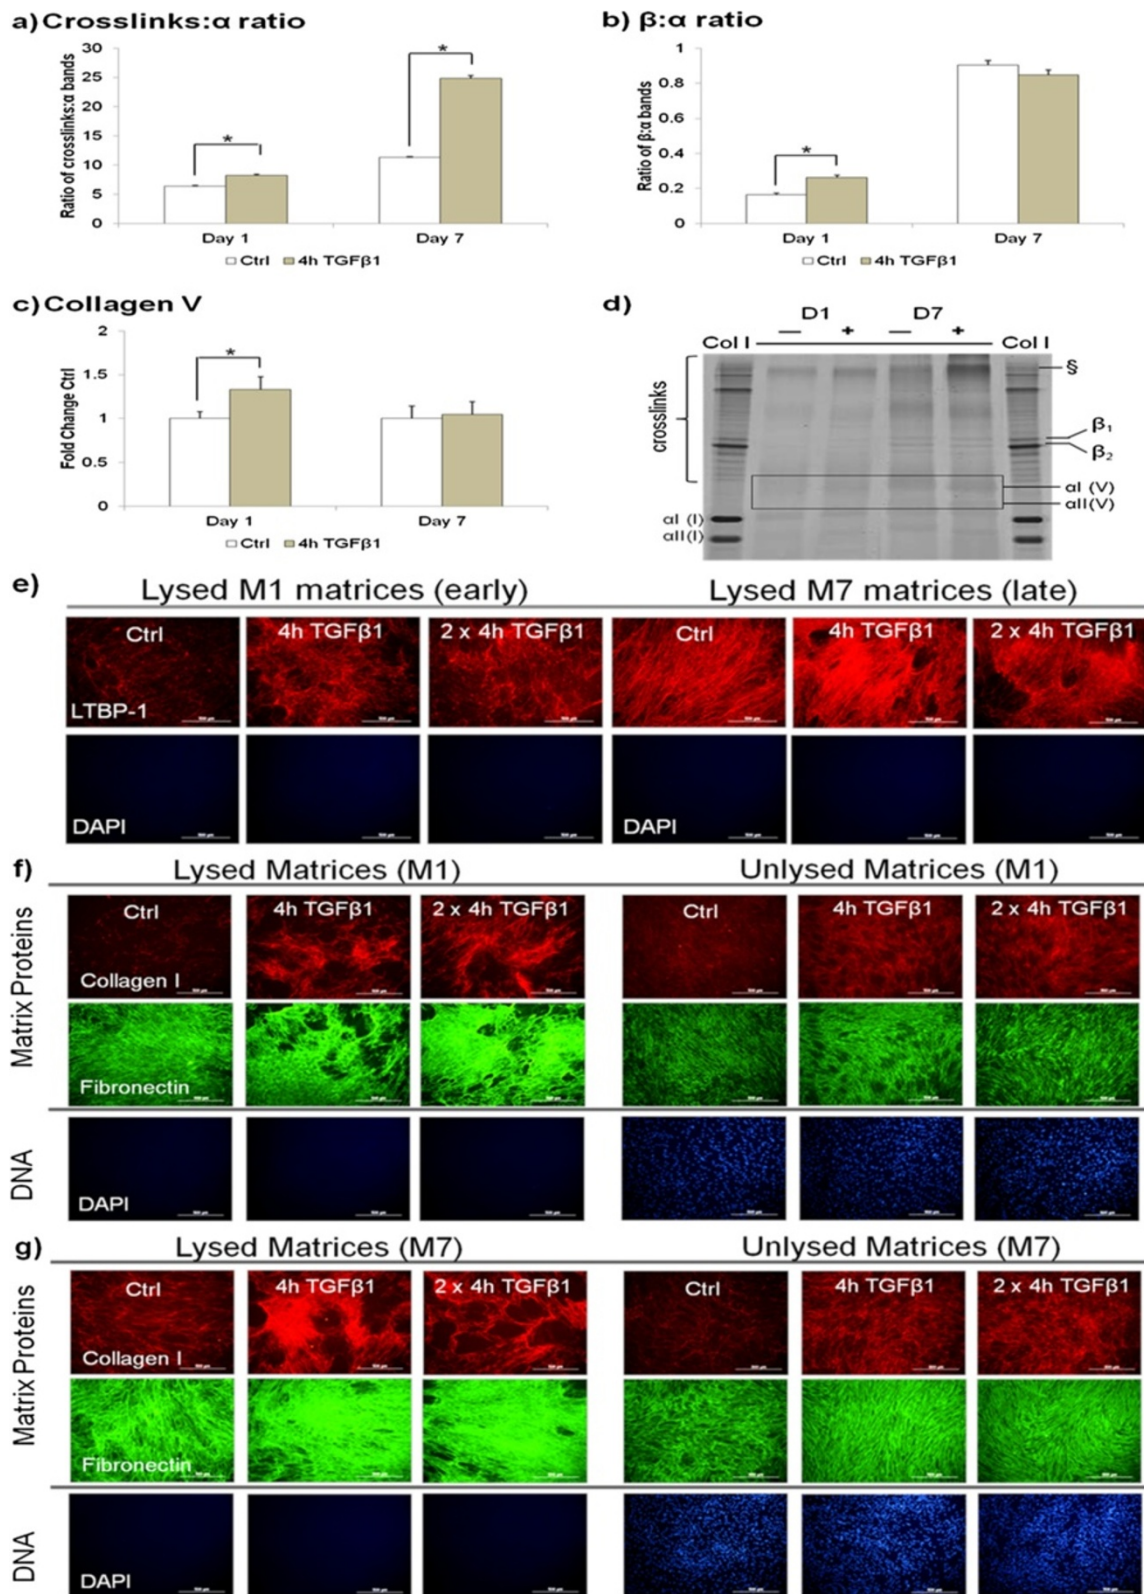 a) Crosslinks:α ratio
Ratio of crosslinks:α bands
30
25
20
15
10
5
0
*
*
Day 1
Day 7
Ctrl
4h TGFβ1
b) β:α ratio
Ratio of β:α bands
1
0.8
0.6
0.4
0.2
0
*
Day 1
Day 7
Ctrl
4h TGFβ1
c) Collagen V
Fold Change Ctrl
2
1.5
1
0.5
0
*
Day 1
Day 7
Ctrl
4h TGFβ1
d)
D1
D7
— + — +
Col I
Col I
crosslinks
§
β1
β2
αI (V)
αII(V)
αI (I)
αII(I)
e)
Lysed M1 matrices (early)
Lysed M7 matrices (late)
Ctrl
4h TGFβ1
2 x 4h TGFβ1
Ctrl
4h TGFβ1
2 x 4h TGFβ1
LTBP-1
DAPI
DAPI
f)
Lysed Matrices (M1)
Unlysed Matrices (M1)
Matrix Proteins
Ctrl
4h TGFβ1
2 x 4h TGFβ1
Ctrl
4h TGFβ1
2 x 4h TGFβ1
Collagen I
Fibronectin
DNA
DAPI
g)
Lysed Matrices (M7)
Unlysed Matrices (M7)
Matrix Proteins
Ctrl
4h TGFβ1
2 x 4h TGFβ1
Ctrl
4h TGFβ1
2 x 4h TGFβ1
Collagen I
Fibronectin
DNA
DAPI